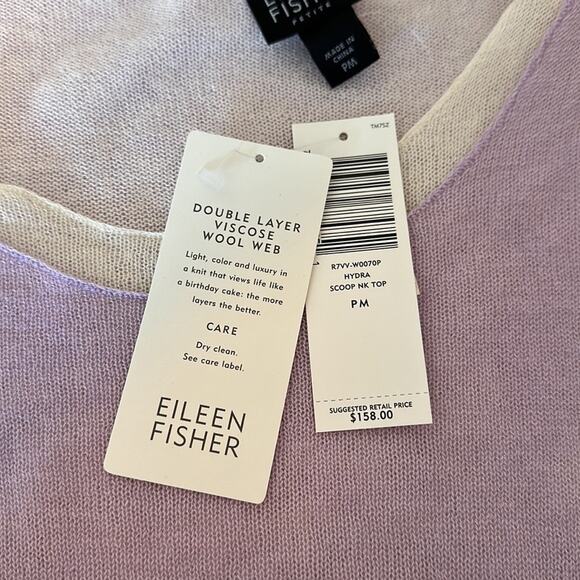 FISHER
PETITE
MADE IN
CHINA
PM
TM7S2
DOUBLE LAYER
VISCOSE
WOOL WEB
Light, color and luxury in
a knit that views life like
a birthday cake: the more
layers the better.
CARE
Dry clean.
See care label.
EILEEN
FISHER
R7VV-W0070P
HYDRA
SCOOP NK TOP
PM
SUGGESTED RETAIL PRICE
$158.00